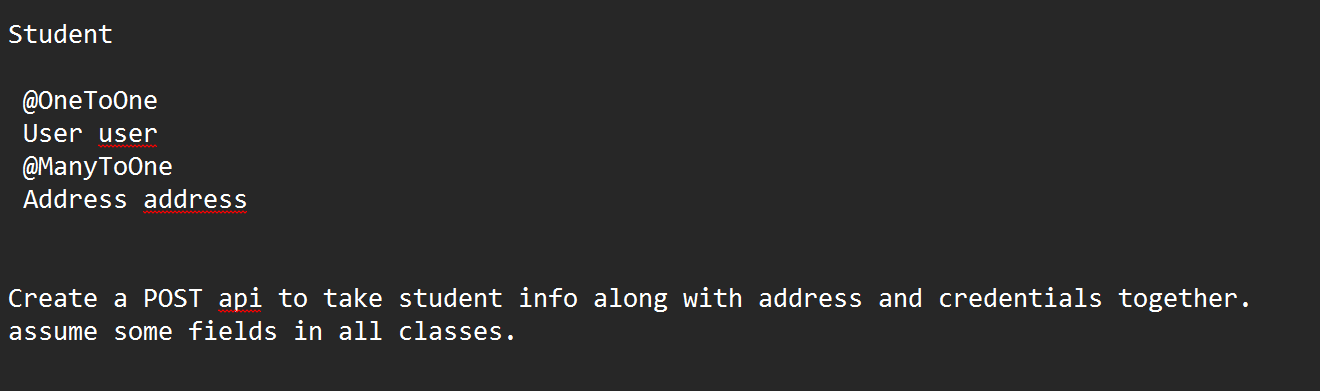 Student
@OneToOne
User user
@ManyToOne
Address address
Create a POST api to take student info along with address and credentials together.
assume some fields in all classes.